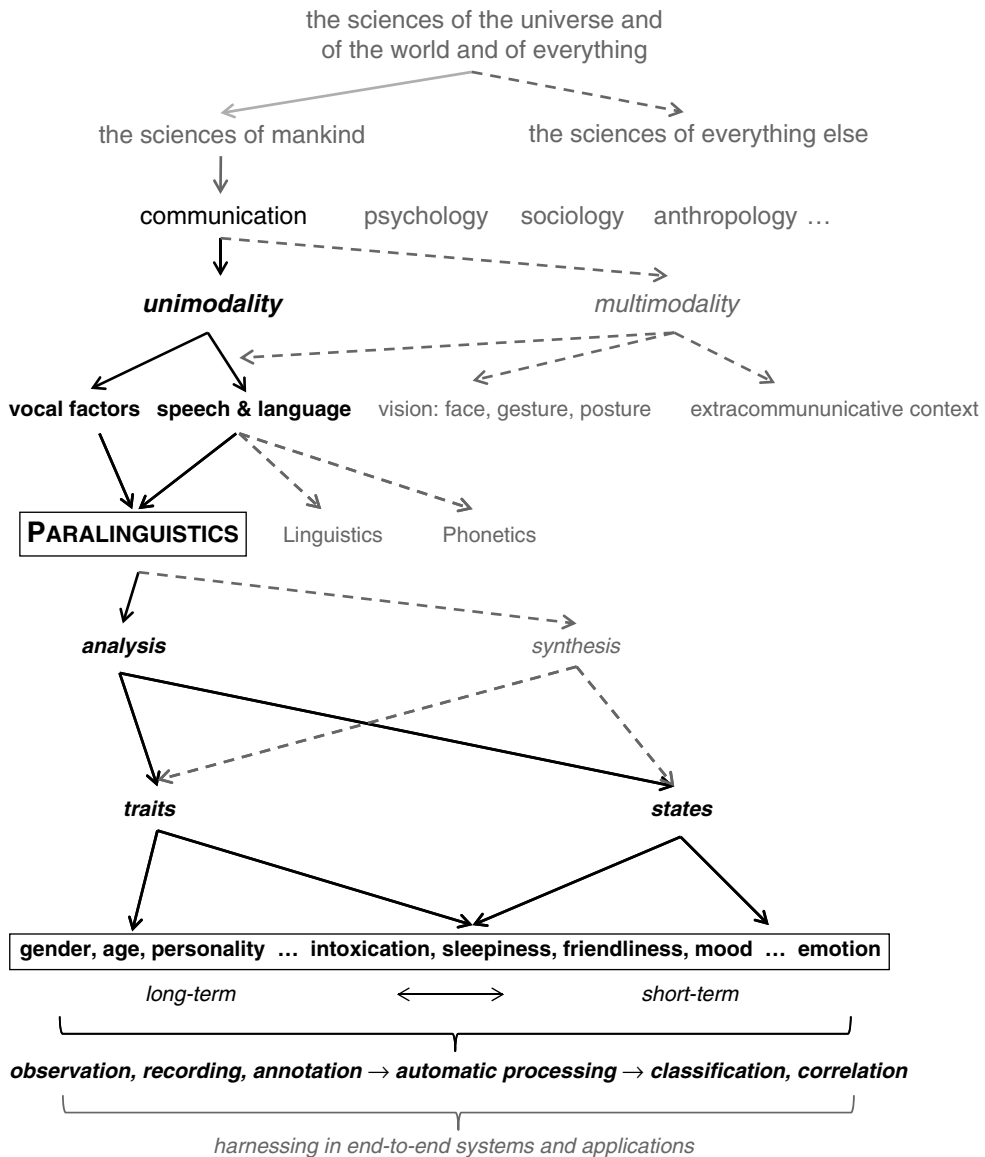 the sciences of the universe and
of the world and of everything
the sciences of mankind the sciences of everything else
communication psychology sociology anthropology …
unimodality multimodality
vocal factors speech & language vision: face, gesture, posture extracommununicative context
PARALINGUISTICS Linguistics Phonetics
analysis synthesis
traits states
gender, age, personality … intoxication, sleepiness, friendliness, mood … emotion
long-term short-term
observation, recording, annotation → automatic processing → classification, correlation
harnessing in end-to-end systems and applications